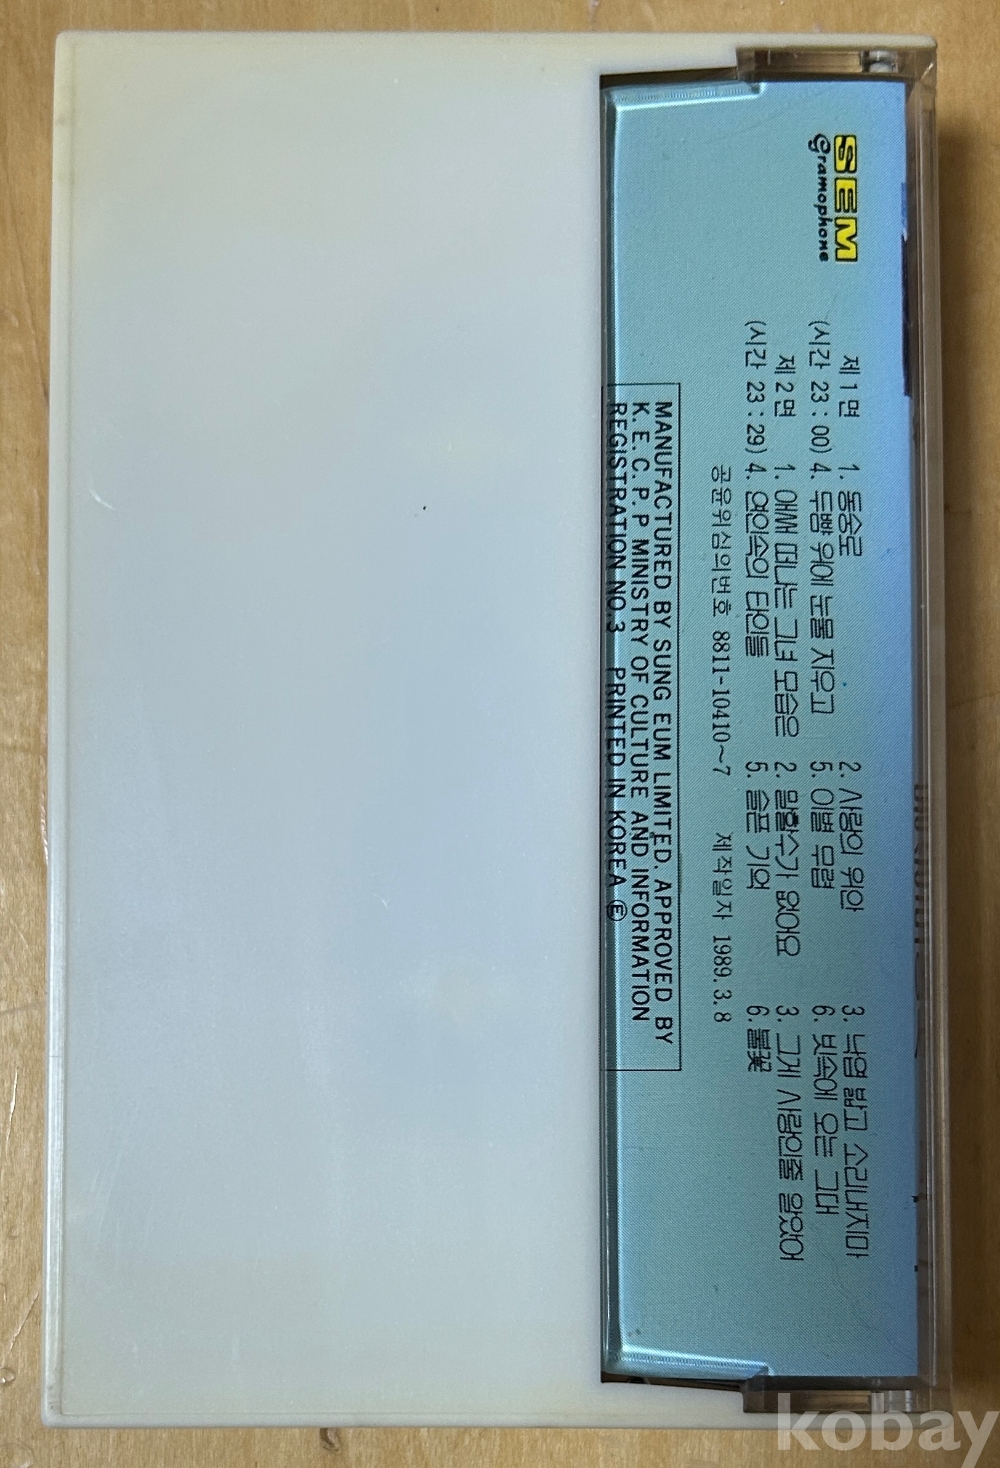 SEM
Gramophone
제1면 1. 동숭로 2. 사랑의 위안 3. 낙엽 밟고 소리내지마
(시간 23 : 00) 4. 두뺨 위에 눈물 지우고 5. 이별 무렵 6. 빗속에 오는 그대
제2면 1. 애써 떠나는 그녀 모습은 2. 말할수가 없어요 3. 그게 사랑인줄 알았어
(시간 23 : 29) 4. 연인속의 타인들 5. 슬픈 기억 6. 불꽃
공윤위심의번호 8811-10410~7 제작일자 1989. 3. 8
MANUFACTURED BY SUNG EUM LIMITED. APPROVED BY
K. E. C. P. P MINISTRY OF CULTURE AND INFORMATION
REGISTRATION NO.3 PRINTED IN KOREA Ⓔ
kobay